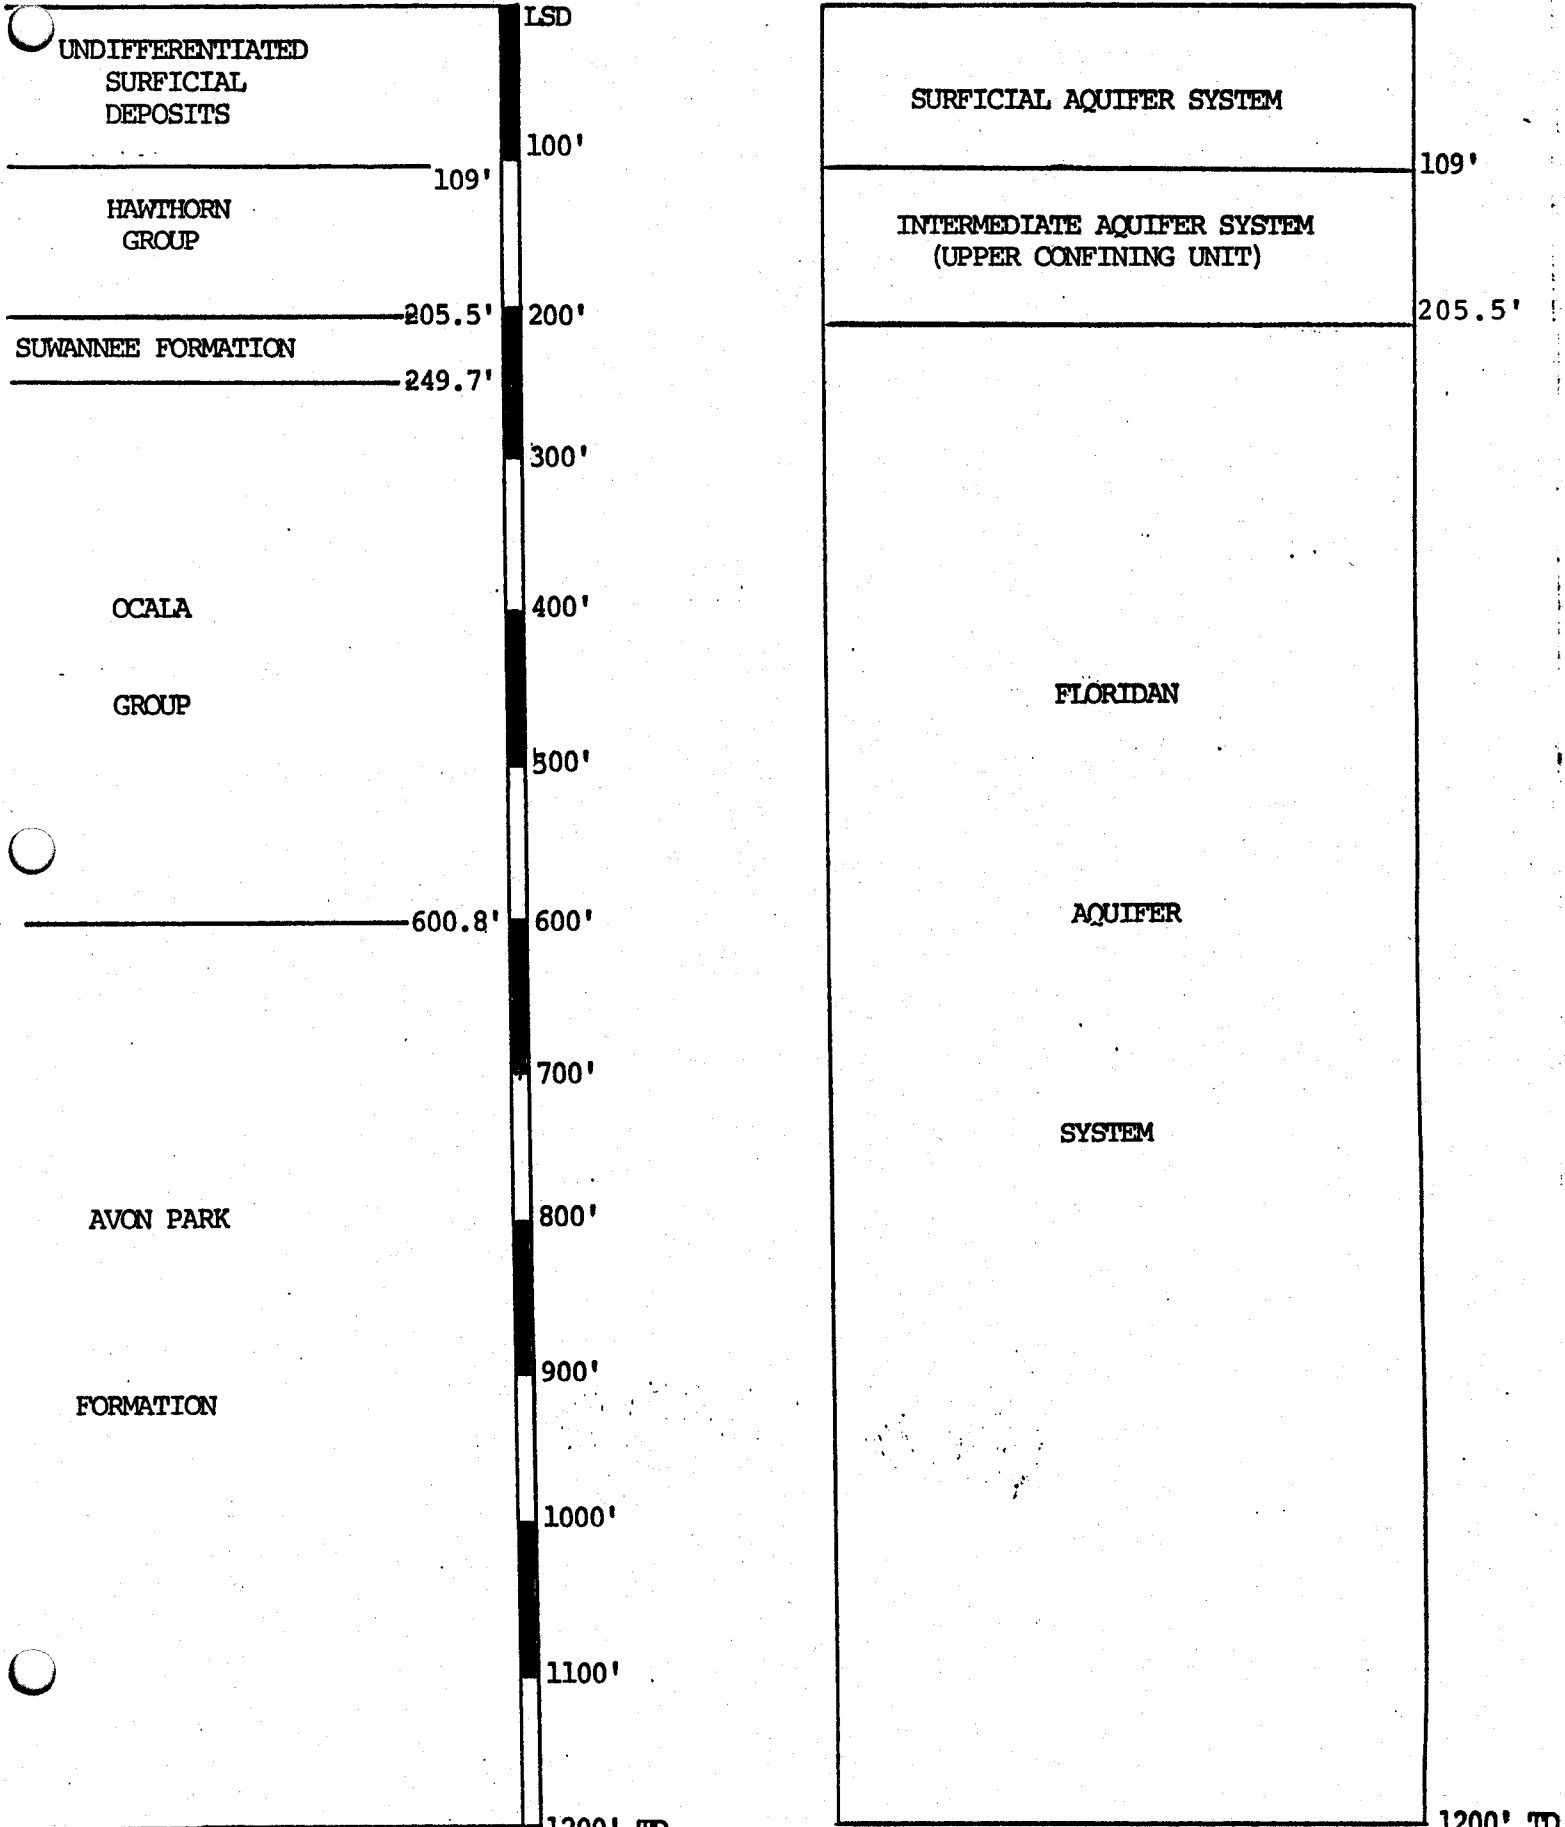 LSD
UNDIFFERENTIATED
SURFICIAL
DEPOSITS
100'
109'
HAWTHORN
GROUP
205.5'
200'
SUWANNEE FORMATION
249.7'
300'
OCALA
400'
GROUP
500'
600.8'
600'
700'
AVON PARK
800'
900'
FORMATION
1000'
1100'
1200' TD
SURFICIAL AQUIFER SYSTEM
109'
INTERMEDIATE AQUIFER SYSTEM
(UPPER CONFINING UNIT)
205.5'
FLORIDAN
AQUIFER
SYSTEM
1200' TD